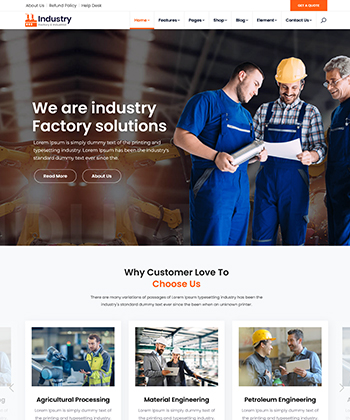 About Us | Refund Policy | Help Desk
GET A QUOTE
Industry
Home Features Pages Shop Blog Element Contact Us
We are industry
Factory solutions
Lorem Ipsum is simply dummy text of the printing and
typesetting industry. Lorem Ipsum has been the industry's
standard dummy text ever since the.
Read More
About Us
Why Customer Love To
Choose Us
There are many variations of passages of Lorem Ipsum typesetting industry has been the
industry's standard dummy text ever since the when an unknown printer.
Agricultural Processing
Lorem Ipsum is simply dummy text of
the printing and typesetting industry.
Material Engineering
Lorem Ipsum is simply dummy text of
the printing and typesetting industry.
Petroleum Engineering
Lorem Ipsum is simply dummy text of
the printing and typesetting industry.